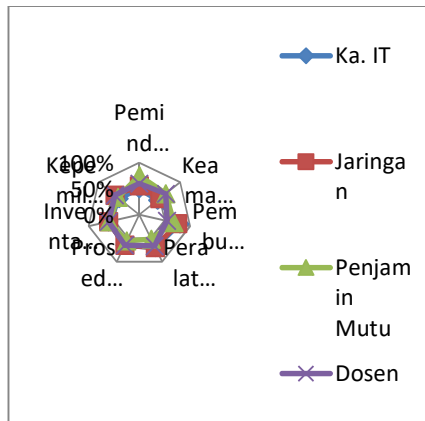 Pemi
nd...
Kea
ma...
Pem
bu...
Pera
lat...
Pros
ed...
Inve
nta...
Kepe
mil...
100%
50%
0%
Ka. IT
Jaringa
n
Penjam
in
Mutu
Dosen